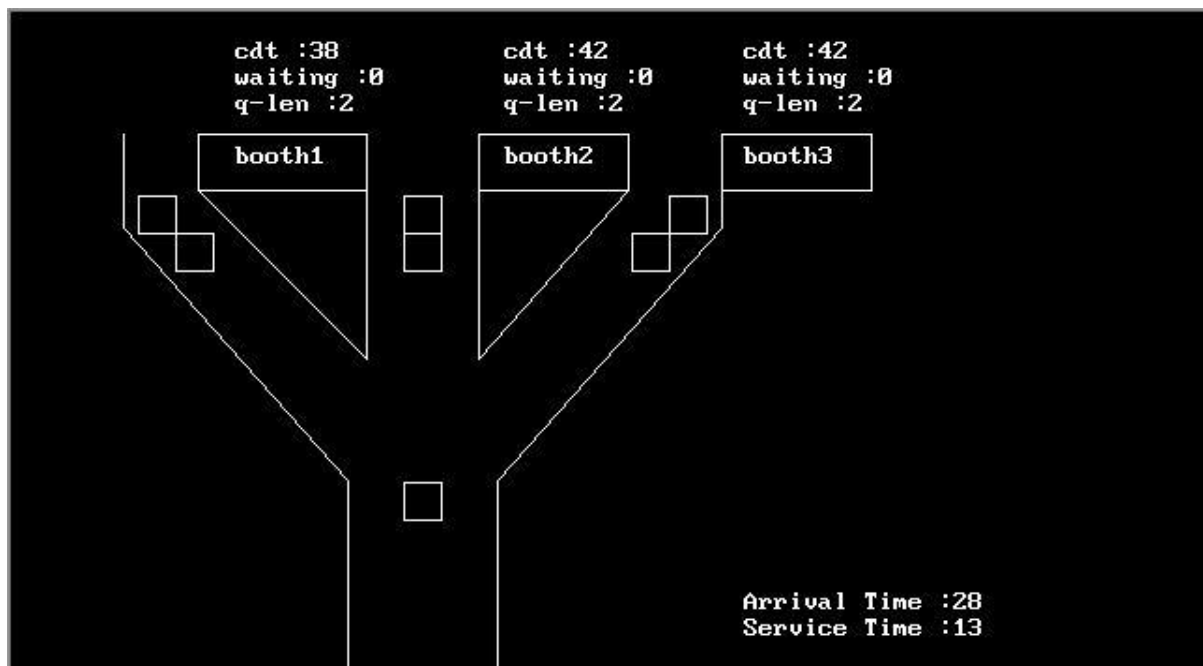 cdt :38
waiting :0
q-len :2
cdt :42
waiting :0
q-len :2
cdt :42
waiting :0
q-len :2
booth1
booth2
booth3
Arrival Time :28
Service Time :13